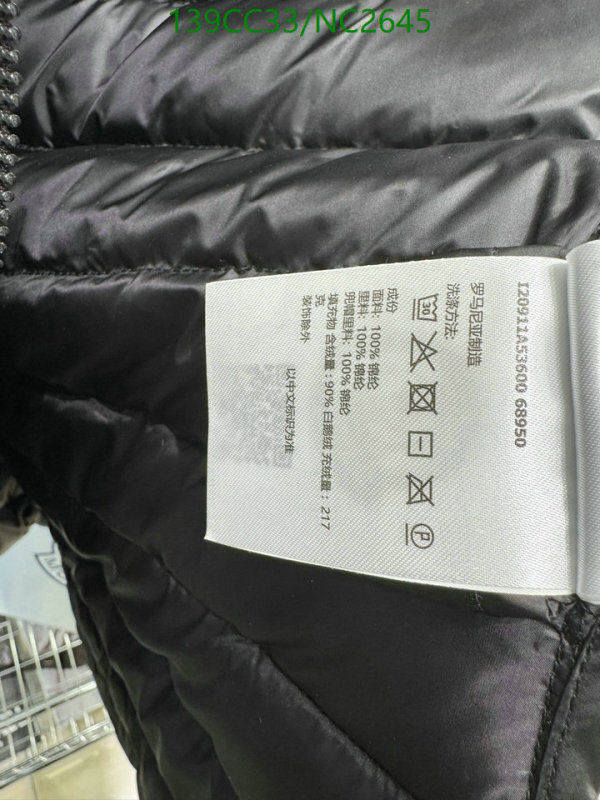 139CC33/NC2645
I20911A53600 68950
罗马尼亚制造
洗涤方法:
30
P
成份
面料: 100% 锦纶
里料: 100% 锦纶
兜帽里料: 100% 锦纶
填充物 含绒量: 90% 白鹅绒 充绒量: 217
克
装饰除外
以中文标识为准